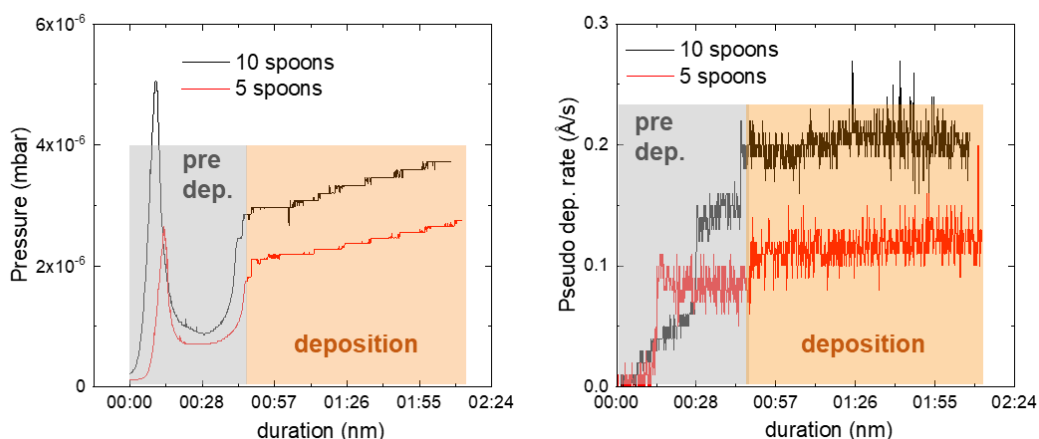 6x10⁻⁶
4x10⁻⁶
2x10⁻⁶
0
Pressure (mbar)
10 spoons
5 spoons
pre
dep.
deposition
00:00 00:28 00:57 01:26 01:55 02:24
duration (nm)
0.3
0.2
0.1
0.0
Pseudo dep. rate (Å/s)
10 spoons
5 spoons
pre
dep.
deposition
00:00 00:28 00:57 01:26 01:55 02:24
duration (nm)